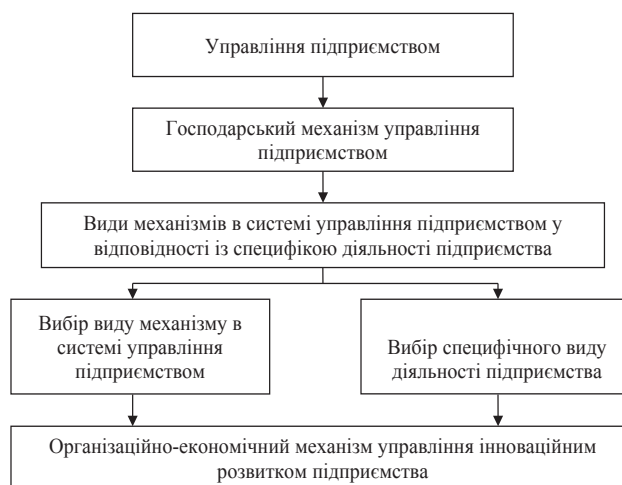 Управління підприємством
Господарський механізм управління
підприємством
Види механізмів в системі управління підприємством у
відповідності із специфікою діяльності підприємства
Вибір виду механізму в
системі управління
підприємством
Вибір специфічного виду
діяльності підприємства
Організаційно-економічний механізм управління інноваційним
розвитком підприємства